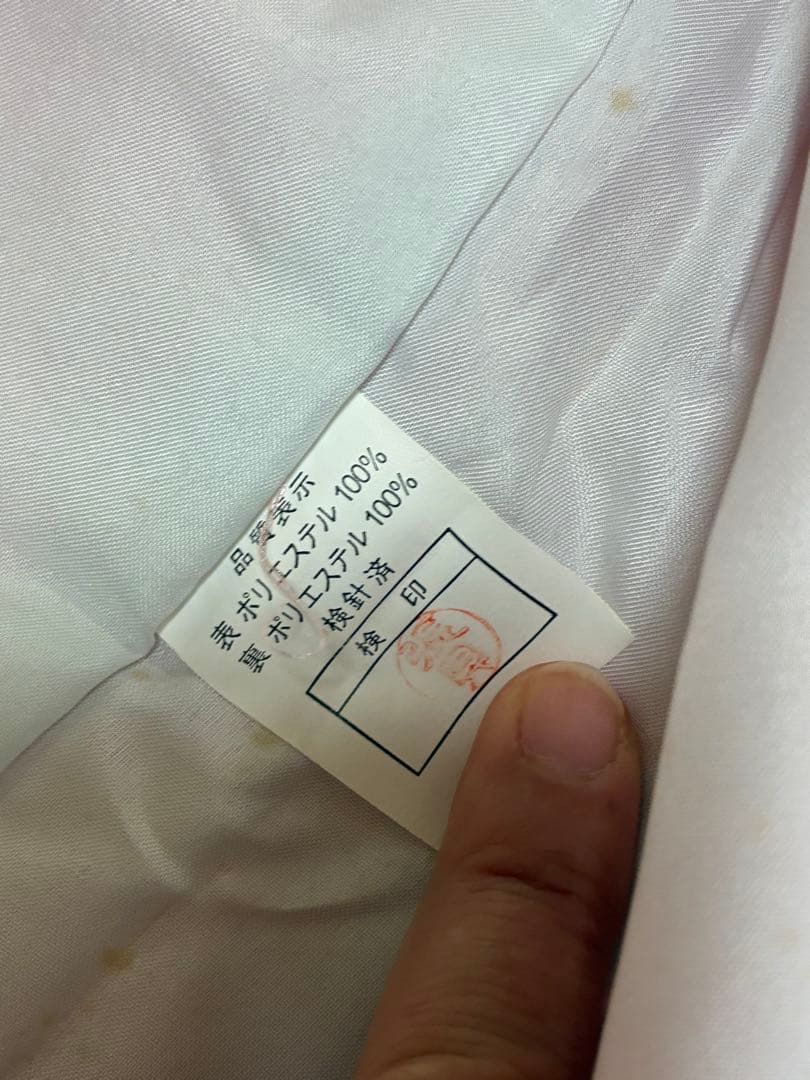 品質表示
表 ポリエステル 100%
裏 ポリエステル 100%
検針済
検印